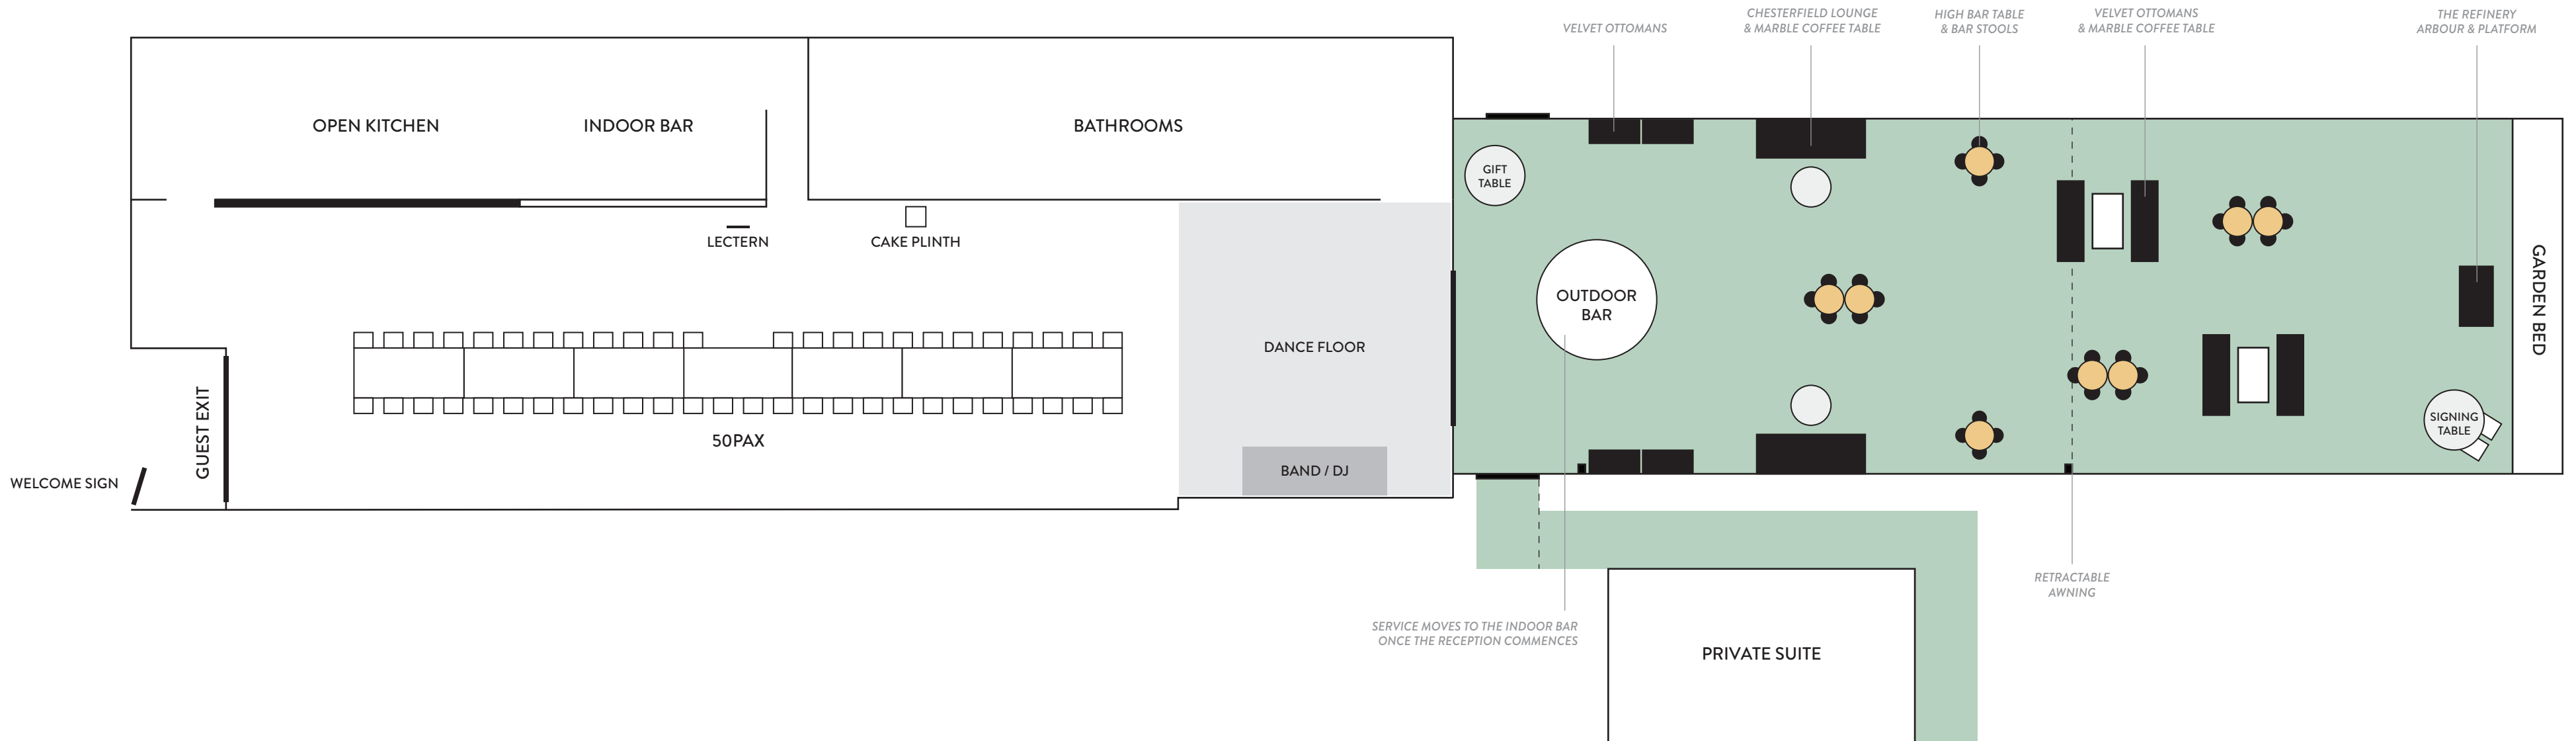 VELVET OTTOMANS
CHESTERFIELD LOUNGE
& MARBLE COFFEE TABLE
HIGH BAR TABLE
& BAR STOOLS
VELVET OTTOMANS
& MARBLE COFFEE TABLE
THE REFINERY
ARBOUR & PLATFORM
OPEN KITCHEN
INDOOR BAR
BATHROOMS
GIFT
TABLE
LECTERN
CAKE PLINTH
OUTDOOR
BAR
GARDEN BED
DANCE FLOOR
GUEST EXIT
50PAX
SIGNING
TABLE
BAND / DJ
WELCOME SIGN
RETRACTABLE
AWNING
SERVICE MOVES TO THE INDOOR BAR
ONCE THE RECEPTION COMMENCES
PRIVATE SUITE